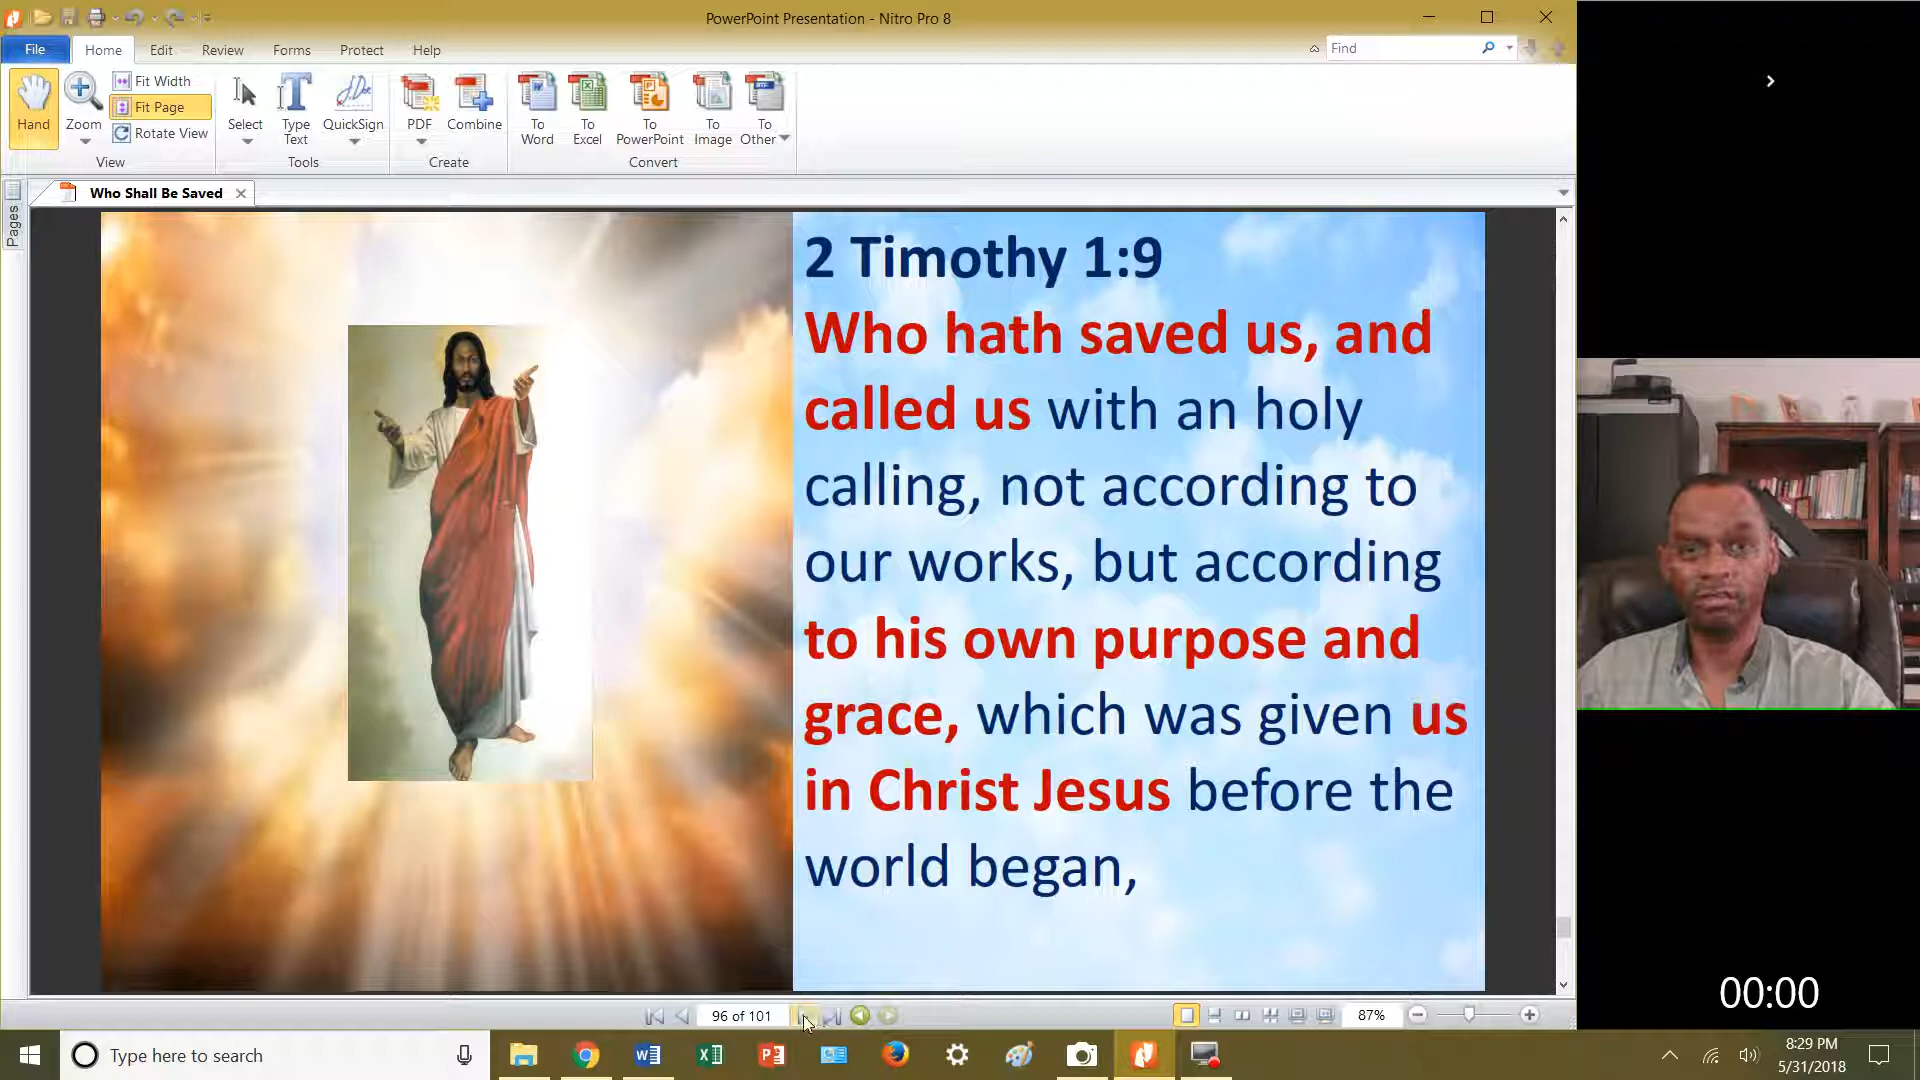 PowerPoint Presentation - Nitro Pro 8
File Home Edit Review Forms Protect Help
Find
Hand
Zoom
Fit Width
Fit Page
Rotate View
View
Select
Type Text
QuickSign
Tools
PDF
Combine
Create
To Word
To Excel
To PowerPoint
To Image
To Other
Convert
Who Shall Be Saved
Pages
2 Timothy 1:9
Who hath saved us, and
called us with an holy
calling, not according to
our works, but according
to his own purpose and
grace, which was given us
in Christ Jesus before the
world began,
96 of 101
87%
00:00
Type here to search
8:29 PM
5/31/2018